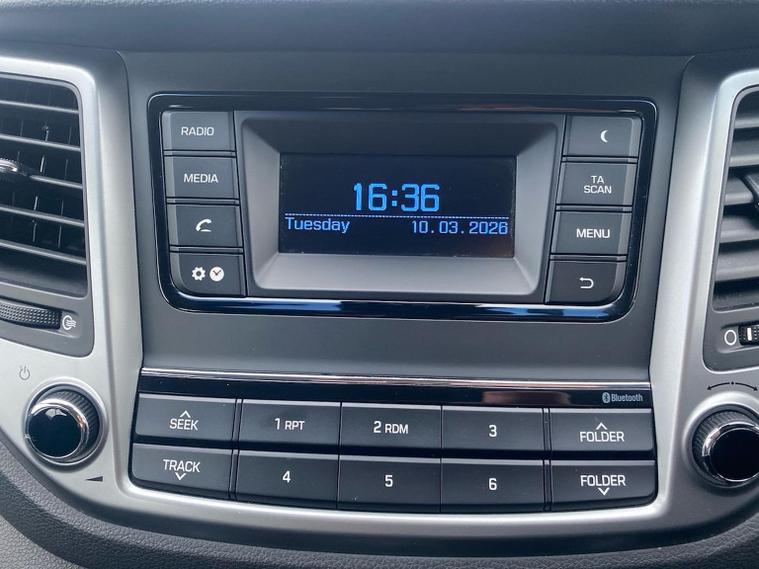 RADIO
MEDIA
16:36
Tuesday 10.03.2026
TA
SCAN
MENU
Bluetooth
SEEK
1 RPT
2 RDM
3
FOLDER
TRACK
4
5
6
FOLDER